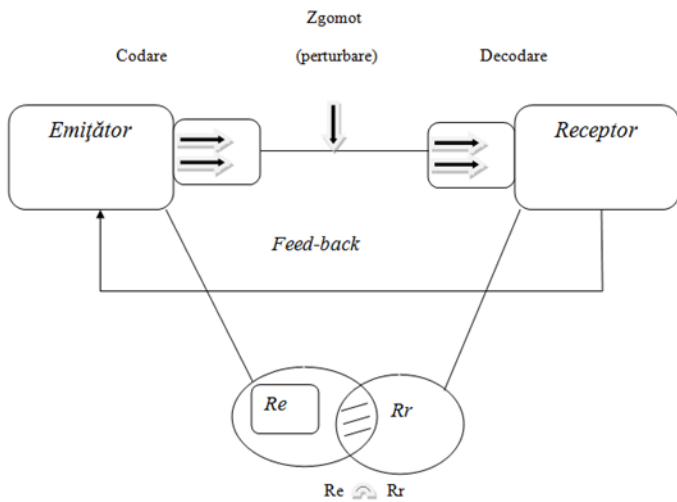 Zgomot
Codare (perturbare) Decodare
Emiţător Receptor
Feed-back
Re Rr
Re ∩ Rr